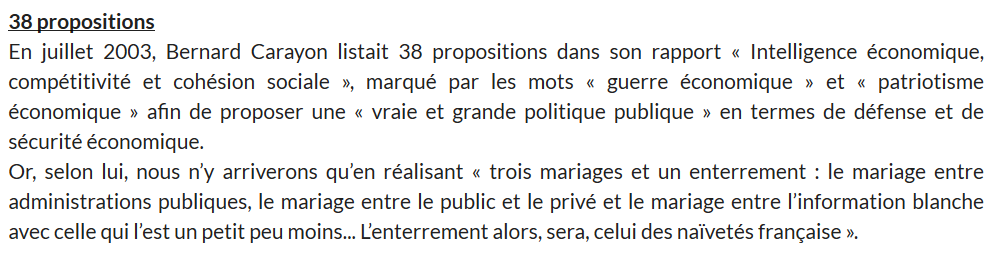 38 propositions
En juillet 2003, Bernard Carayon listait 38 propositions dans son rapport « Intelligence économique,
compétitivité et cohésion sociale », marqué par les mots « guerre économique » et « patriotisme
économique » afin de proposer une « vraie et grande politique publique » en termes de défense et de
sécurité économique.
Or, selon lui, nous n’y arriverons qu’en réalisant « trois mariages et un enterrement : le mariage entre
administrations publiques, le mariage entre le public et le privé et le mariage entre l’information blanche
avec celle qui l’est un petit peu moins... L’enterrement alors, sera, celui des naïvetés française ».